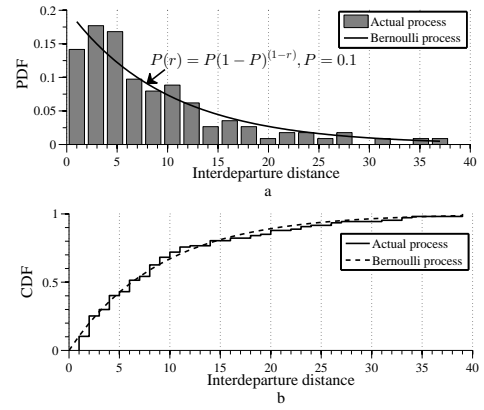 0.2
0.15
0.1
0.05
0
PDF
Actual process
Bernoulli process
P(r) = P(1 − P)^(1−r), P = 0.1
0 5 10 15 20 25 30 35 40
Interdeparture distance
a
1
0.5
0
CDF
Actual process
Bernoulli process
0 5 10 15 20 25 30 35 40
Interdeparture distance
b